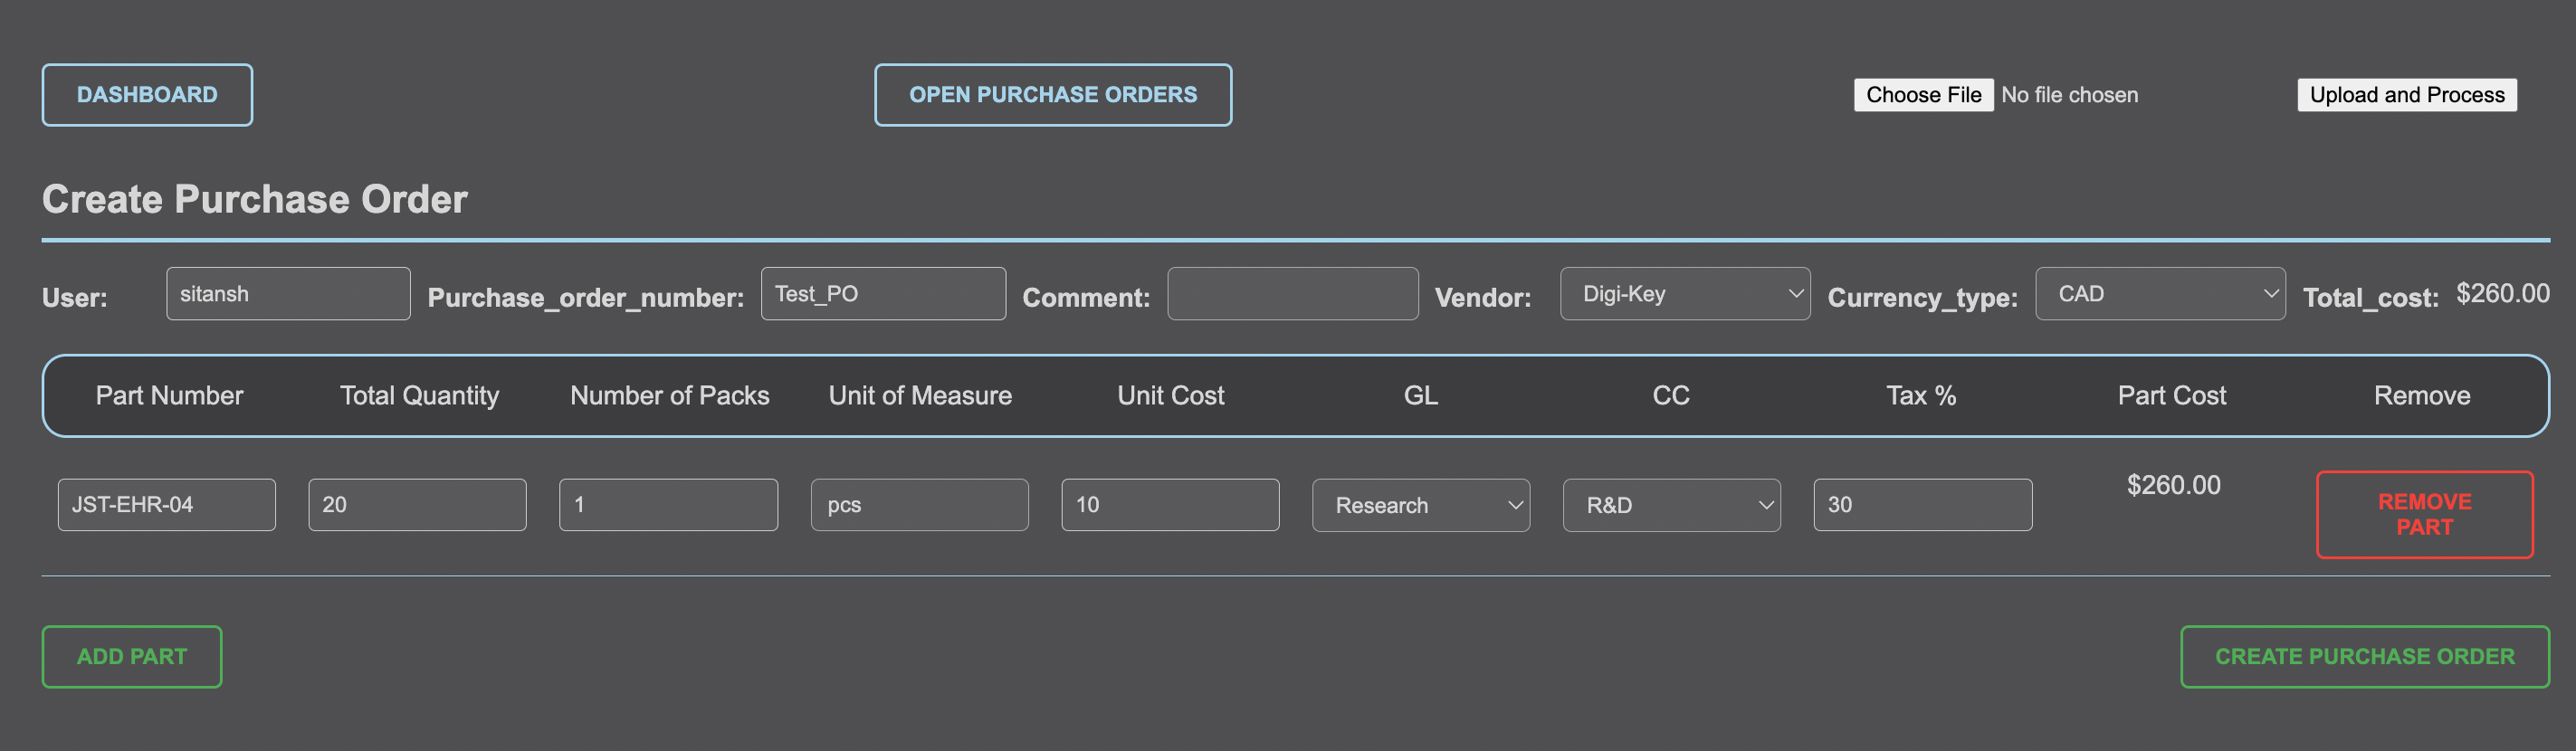 DASHBOARD OPEN PURCHASE ORDERS Choose File No file chosen Upload and Process
Create Purchase Order
User: sitansh Purchase_order_number: Test_PO Comment: Vendor: Digi-Key Currency_type: CAD Total_cost: $260.00
Part Number Total Quantity Number of Packs Unit of Measure Unit Cost GL CC Tax % Part Cost Remove
JST-EHR-04 20 1 pcs 10 Research R&D 30 $260.00 REMOVE
PART
ADD PART CREATE PURCHASE ORDER